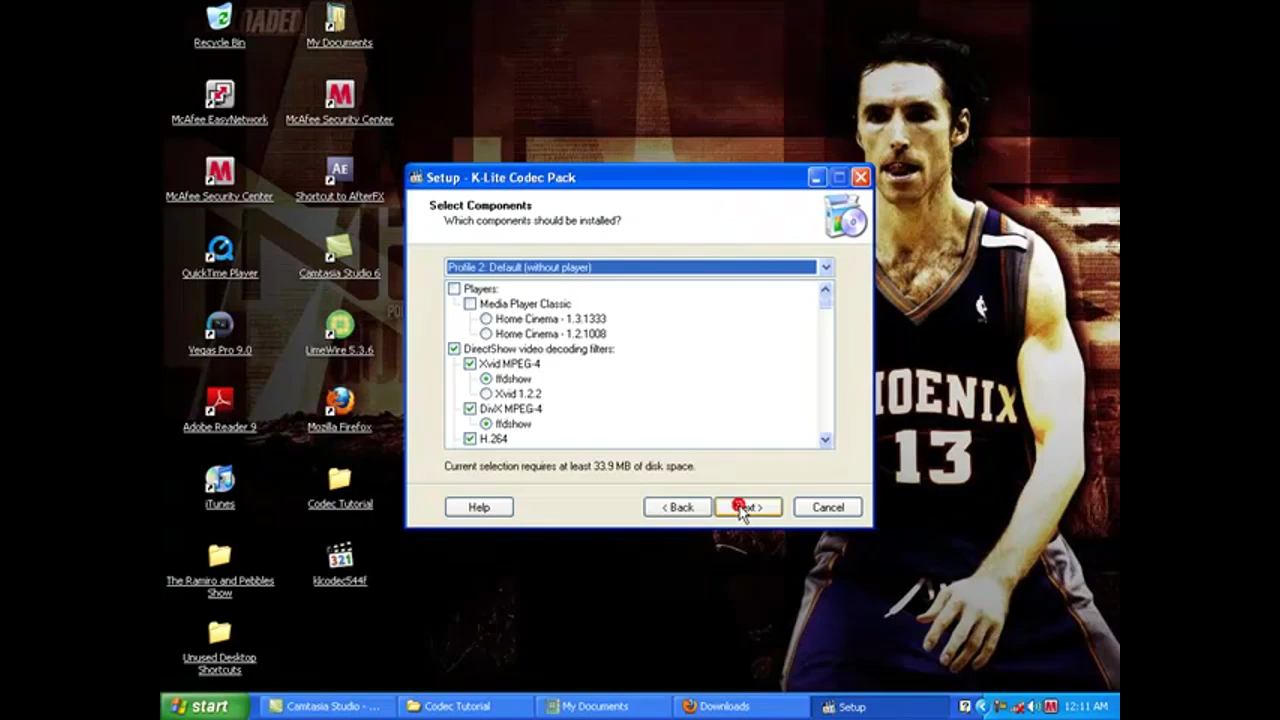 Recycle Bin
My Documents
McAfee EasyNetwork
McAfee Security Center
McAfee Security Center
Shortcut to AfterFX
QuickTime Player
Camtasia Studio 6
Vegas Pro 9.0
LimeWire 5.3.6
Adobe Reader 9
Mozilla Firefox
iTunes
Codec Tutorial
The Ramiro and Pebbles
Show
klcodec544f
Unused Desktop
Shortcuts
Ae
321
Setup - K-Lite Codec Pack
Select Components
Which components should be installed?
Profile 2: Default (without player)
Players:
Media Player Classic
Home Cinema - 1.3.1333
Home Cinema - 1.2.1008
DirectShow video decoding filters:
Xvid MPEG-4
ffdshow
Xvid 1.2.2
DivX MPEG-4
ffdshow
H.264
Current selection requires at least 33.9 MB of disk space.
Help
< Back
Cancel
HOENIX
13
start
Camtasia Studio - ...
Codec Tutorial
My Documents
Downloads
Setup
12:11 AM